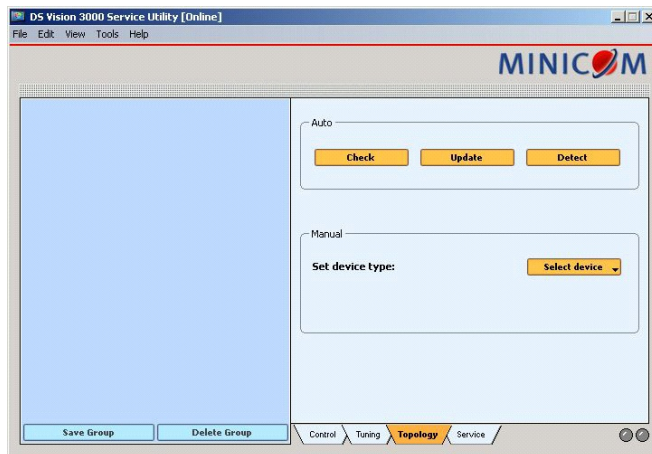 DS Vision 3000 Service Utility [Online]
File Edit View Tools Help
MINICOM
Auto
Check Update Detect
Manual
Set device type: Select device
Save Group Delete Group
Control Tuning Topology Service